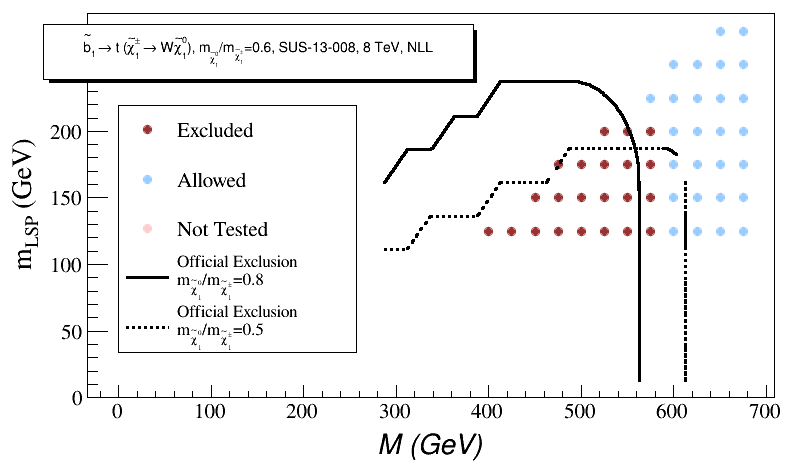 b̃₁ → t (χ̃₁± → Wχ̃₁⁰), m_χ̃₁⁰/m_χ̃₁±=0.6, SUS-13-008, 8 TeV, NLL
Excluded
Allowed
Not Tested
Official Exclusion
m_χ̃₁⁰/m_χ̃₁±=0.8
Official Exclusion
m_χ̃₁⁰/m_χ̃₁±=0.5
m_LSP (GeV)
200
150
100
50
0
0 100 200 300 400 500 600 700
M (GeV)